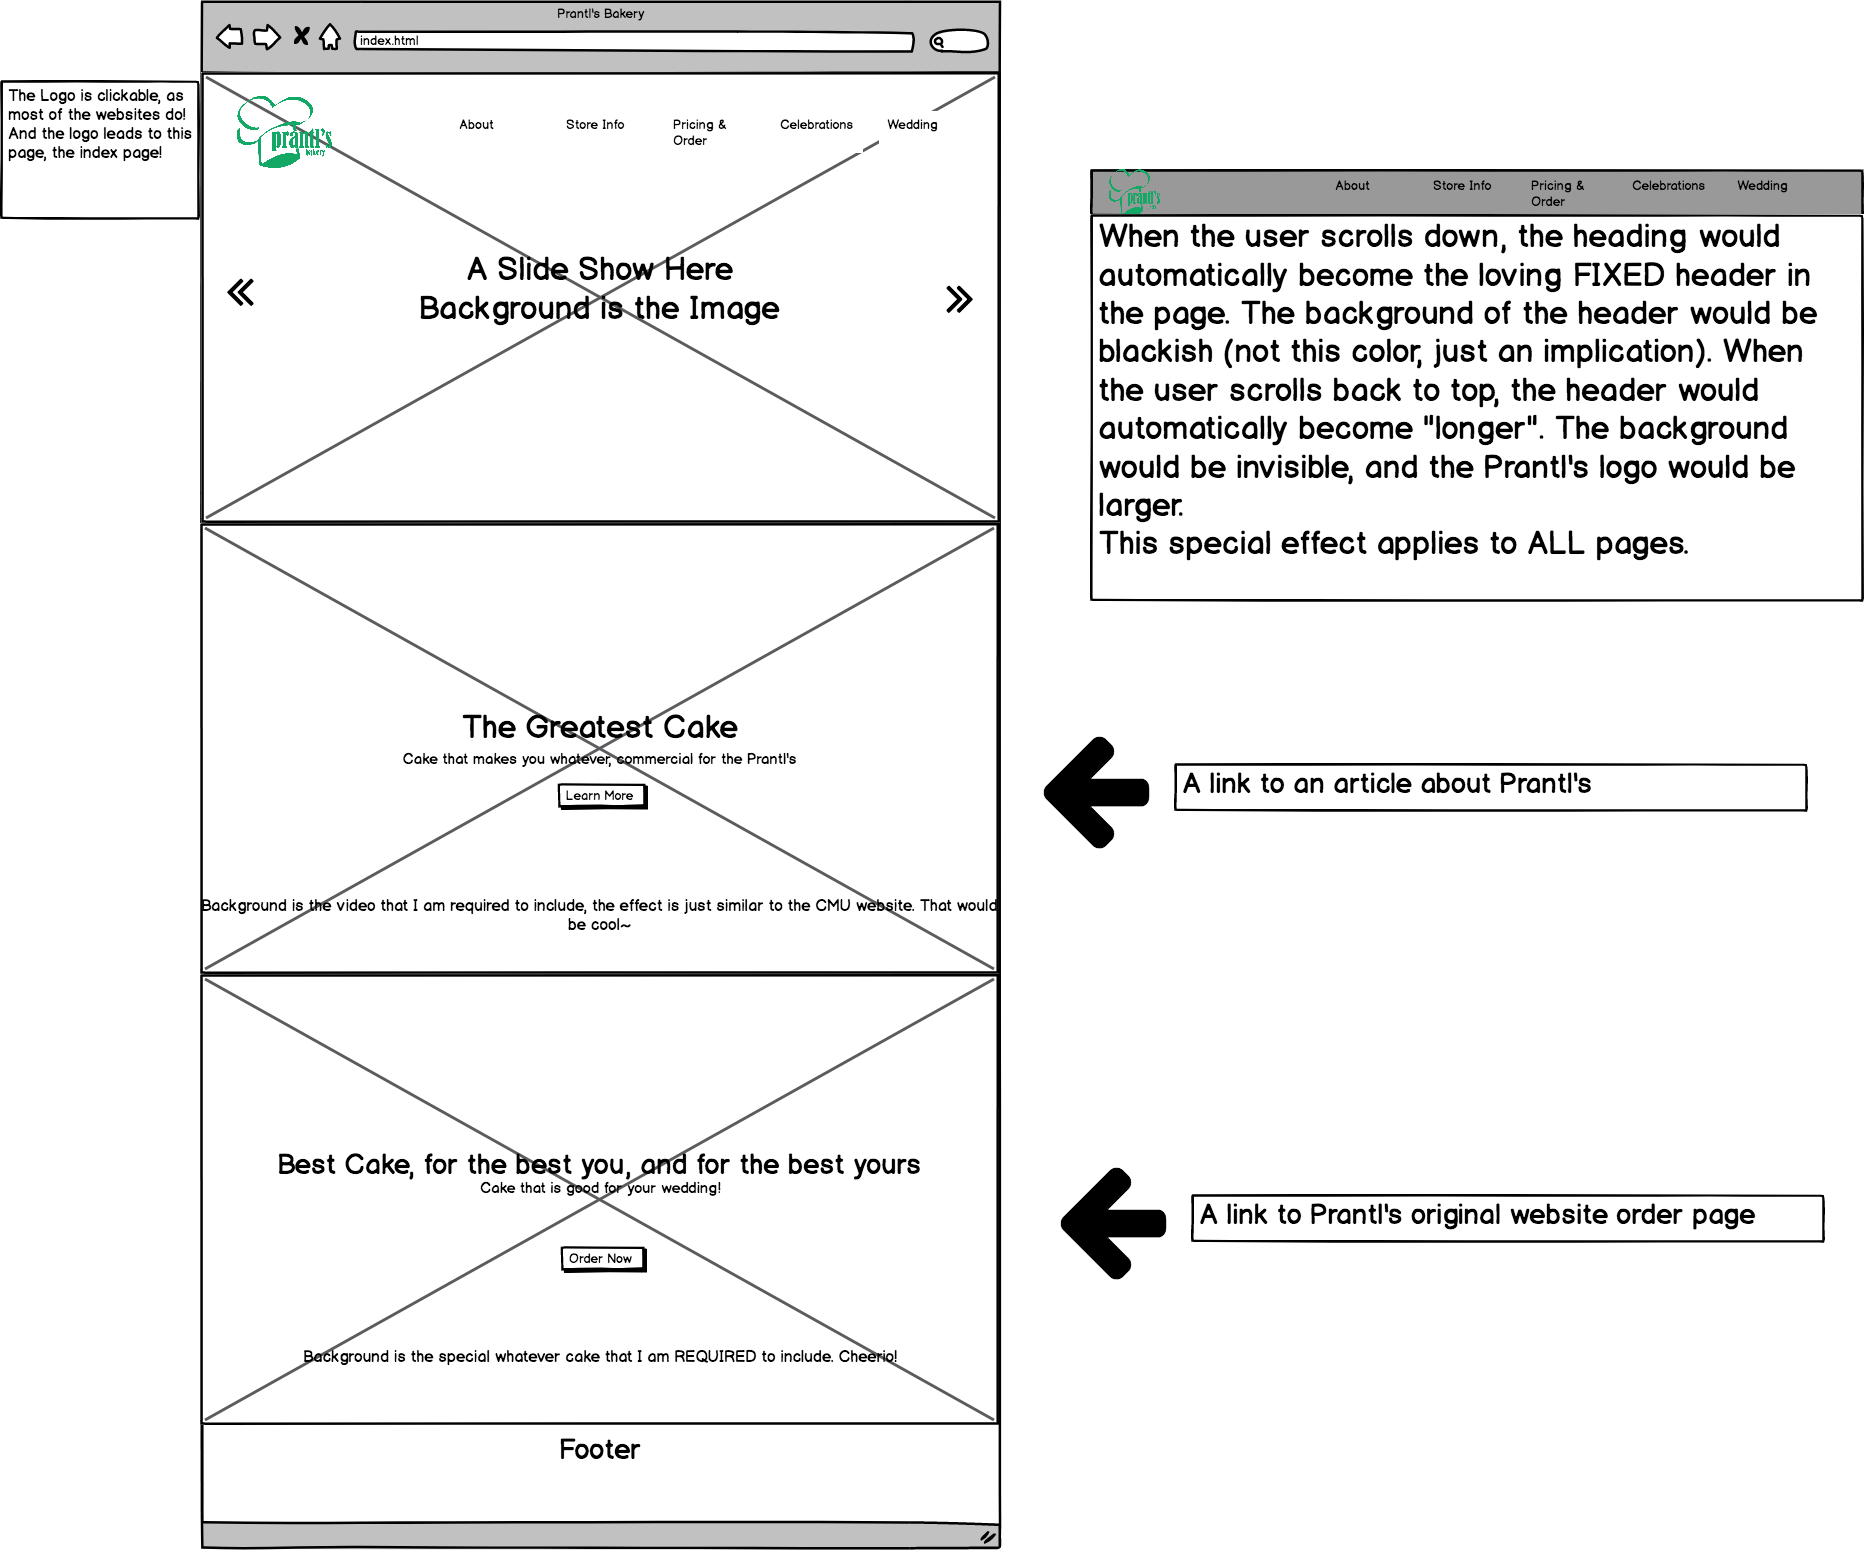 Prantl's Bakery
index.html
The Logo is clickable, as
most of the websites do!
And the logo leads to this
page, the index page!
prantl's
bakery
About
Store Info
Pricing &
Order
Celebrations
Wedding
A Slide Show Here
Background is the Image
prantl's
About
Store Info
Pricing &
Order
Celebrations
Wedding
When the user scrolls down, the heading would
automatically become the loving FIXED header in
the page. The background of the header would be
blackish (not this color, just an implication). When
the user scrolls back to top, the header would
automatically become "longer". The background
would be invisible, and the Prantl's logo would be
larger.
This special effect applies to ALL pages.
The Greatest Cake
Cake that makes you whatever, commercial for the Prantl's
Learn More
Background is the video that I am required to include, the effect is just similar to the CMU website. That would
be cool~
A link to an article about Prantl's
Best Cake, for the best you, and for the best yours
Cake that is good for your wedding!
Order Now
Background is the special whatever cake that I am REQUIRED to include. Cheerio!
A link to Prantl's original website order page
Footer